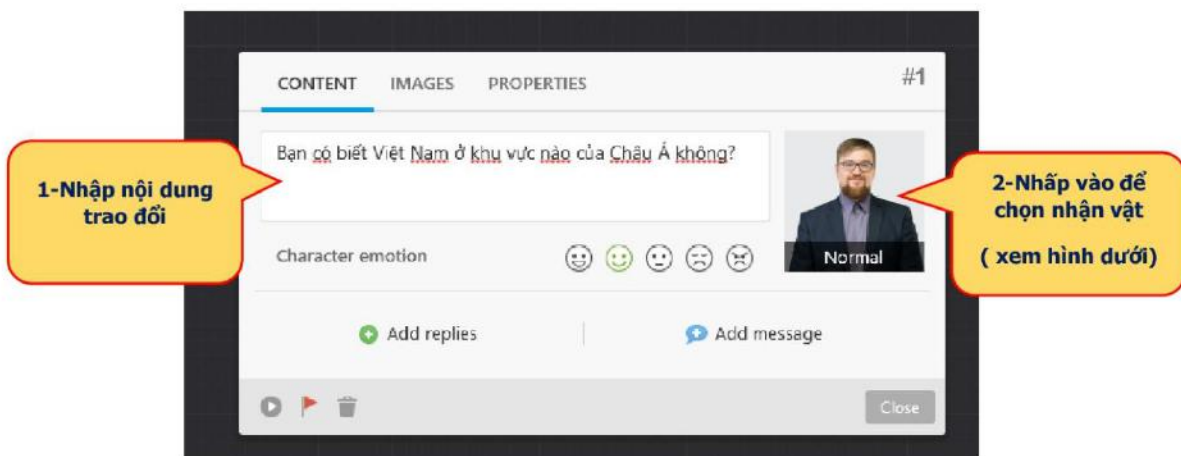 CONTENT IMAGES PROPERTIES #1
Bạn có biết Việt Nam ở khu vực nào của Châu Á không?
1-Nhập nội dung
trao đổi
2-Nhấp vào để
chọn nhận vật
( xem hình dưới)
Character emotion
Normal
Add replies
Add message
Close